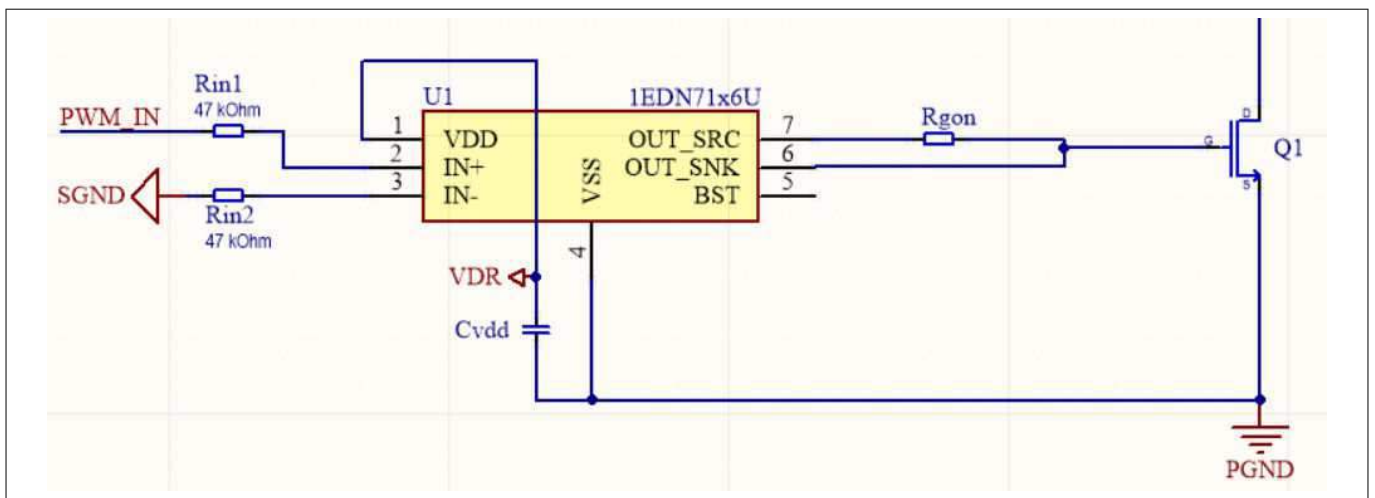 Rin1
47 kOhm
PWM_IN
SGND
Rin2
47 kOhm
U1
1EDN71x6U
1
VDD
2
IN+
3
IN-
VSS
4
OUT_SRC
7
OUT_SNK
6
BST
5
Rgon
D
G
S
Q1
VDR
Cvdd
PGND